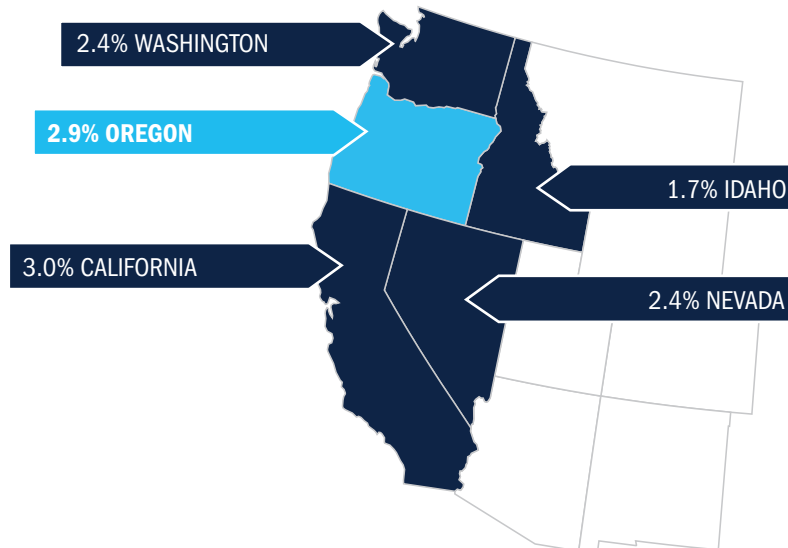 2.4% WASHINGTON
2.9% OREGON
1.7% IDAHO
3.0% CALIFORNIA
2.4% NEVADA